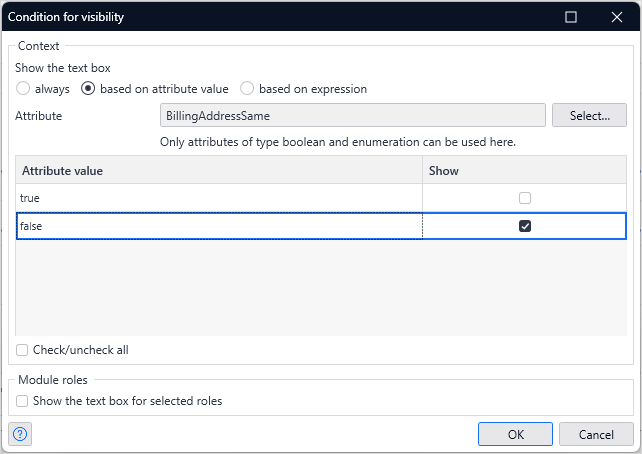 Condition for visibility
Context
Show the text box
always based on attribute value based on expression
Attribute BillingAddressSame Select...
Only attributes of type boolean and enumeration can be used here.
Attribute value Show
true
false
Check/uncheck all
Module roles
Show the text box for selected roles
? OK Cancel